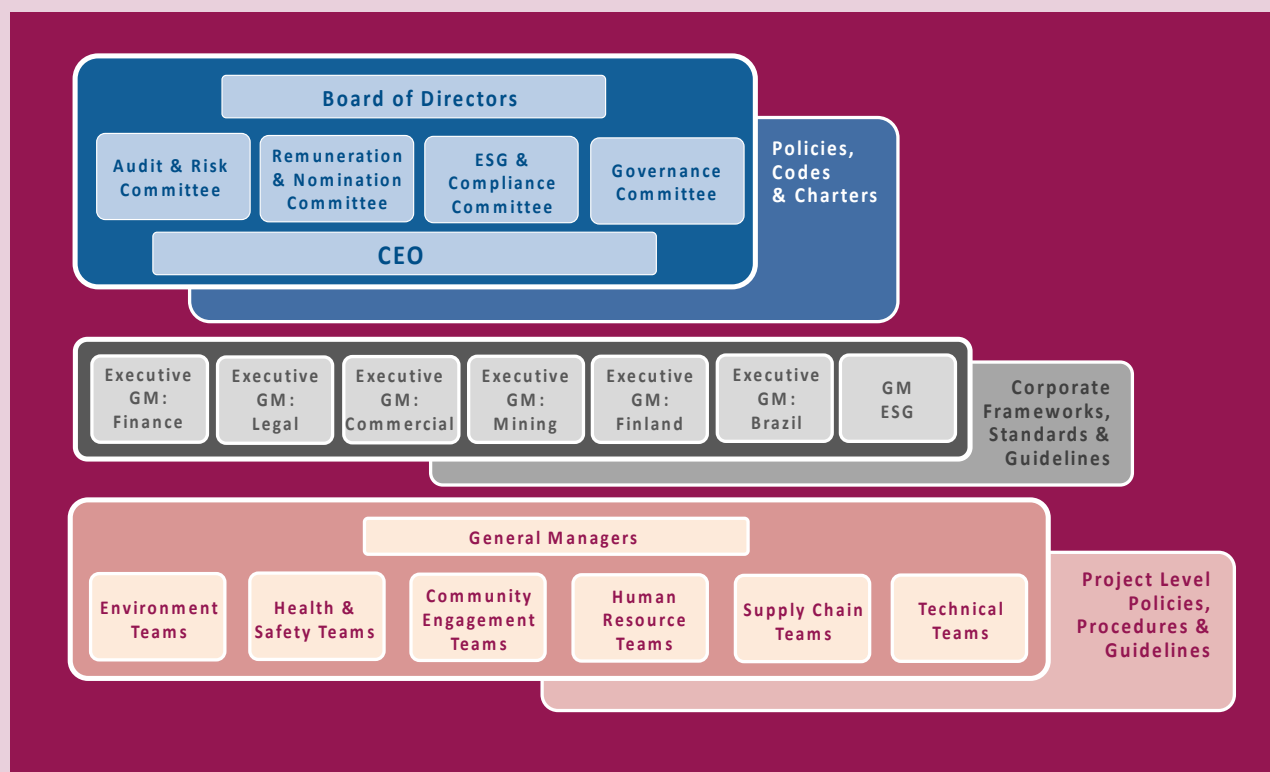 Board of Directors
Audit & Risk
Committee
Remuneration
& Nomination
Committee
ESG &
Compliance
Committee
Governance
Committee
CEO
Policies,
Codes
& Charters
Executive
GM:
Finance
Executive
GM:
Legal
Executive
GM:
Commercial
Executive
GM:
Mining
Executive
GM:
Finland
Executive
GM:
Brazil
GM
ESG
Corporate
Frameworks,
Standards &
Guidelines
General Managers
Environment
Teams
Health &
Safety Teams
Community
Engagement
Teams
Human
Resource
Teams
Supply Chain
Teams
Technical
Teams
Project Level
Policies,
Procedures &
Guidelines